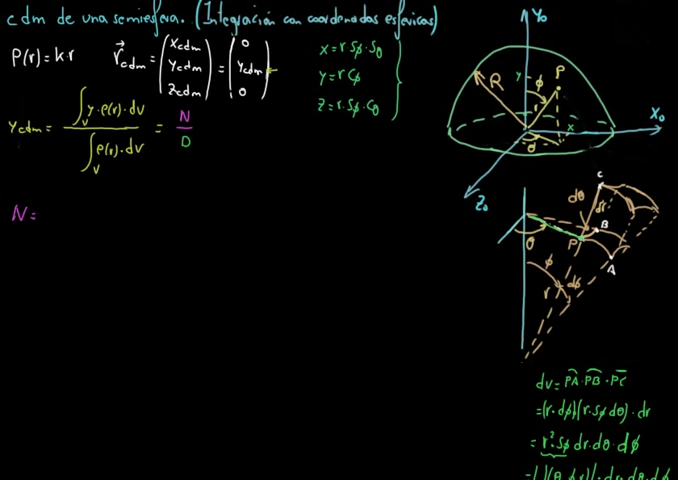 cdm de una semiesfera. (Integración con coordenadas esféricas)
ρ(r)=k·r
r⃗cdm = (xcdm ycdm zcdm) = (0 ycdm 0)
x=r·Sφ·Sθ
y=r·Cφ
z=r·Sφ·Cθ
ycdm = ∫V y·ρ(r)·dv / ∫V ρ(r)·dv = N/D
N=
Y₀
y
φ
P
R
r
X₀
x
θ
Z₀
C
dθ
dr
B
θ
P
A
φ
r
dφ
dv = PA·PB·PC
=(r·dφ)(r·Sφ dθ)·dr
= r²·Sφ dr·dθ·dφ